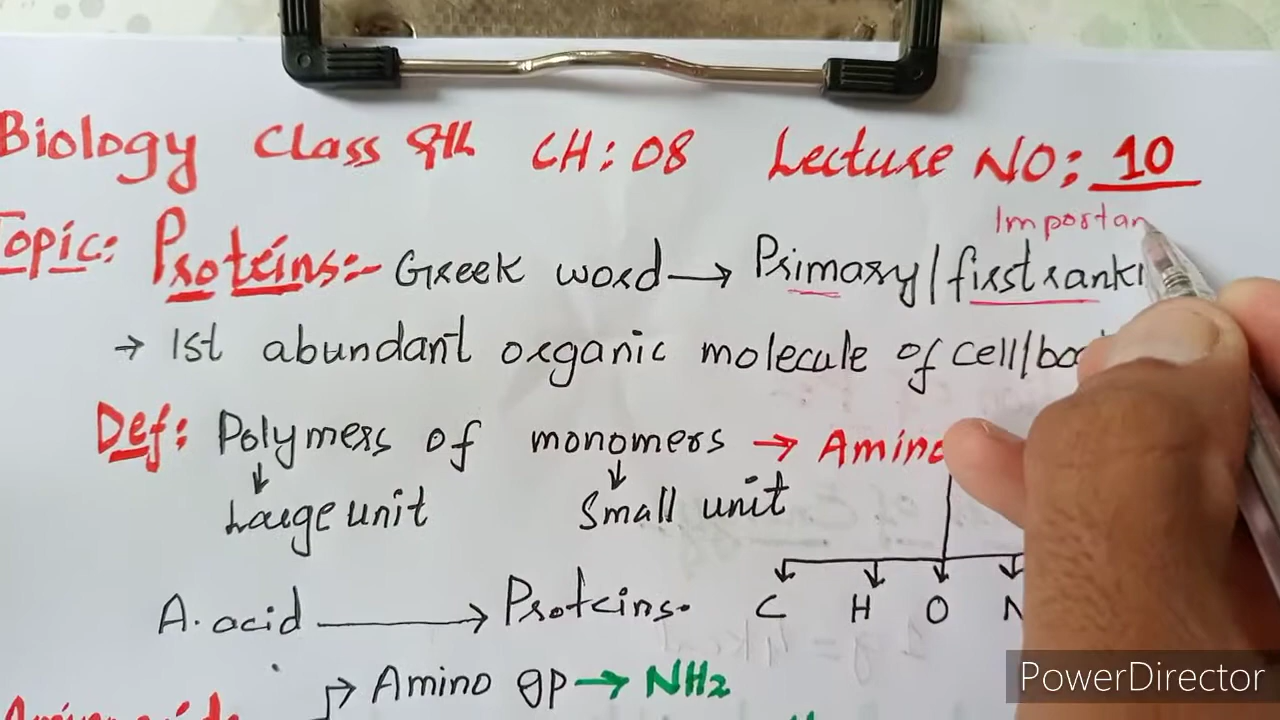 Biology Class 9th CH: 08 Lecture NO: 10
Importan
Topic: Proteins:- Greek word → Primary/first ranki
→ 1st abundant organic molecule of cell/bo
Def: Polymers of monomers → Amino
↓ ↓
Large unit Small unit
A. acid → Proteins.
C H O N
Amino gp → NH2
PowerDirector